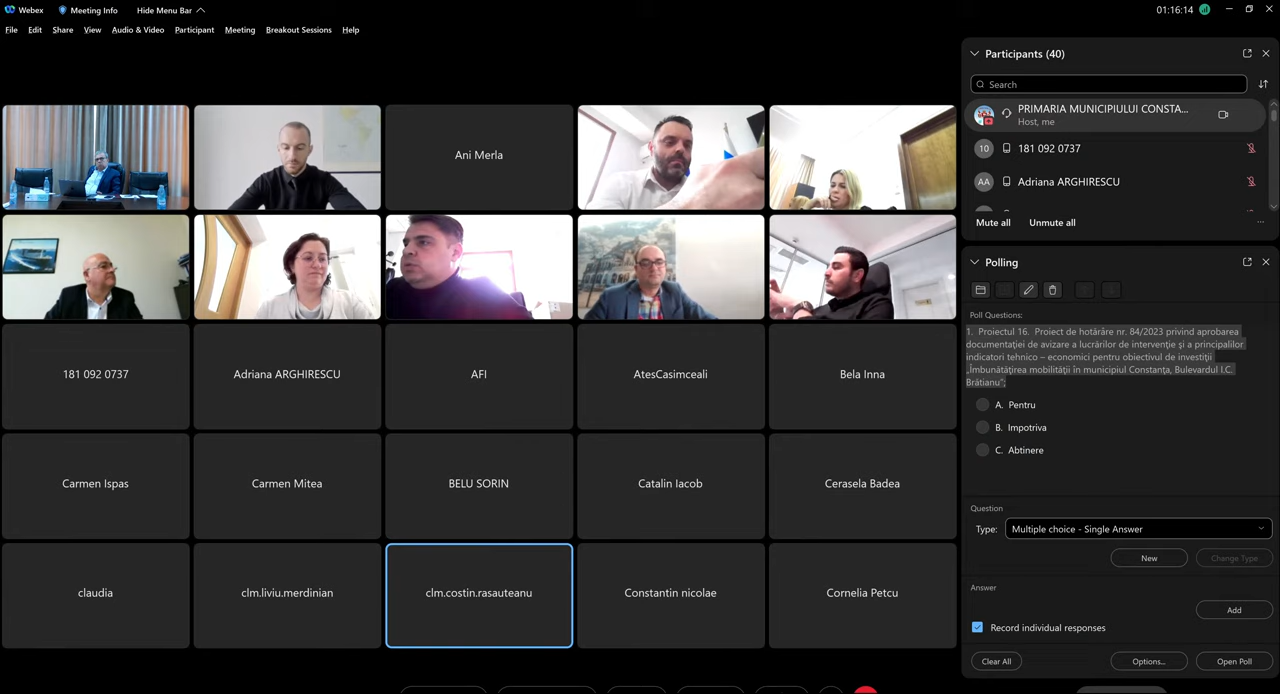 Webex
Meeting Info
Hide Menu Bar
01:16:14
File Edit Share View Audio & Video Participant Meeting Breakout Sessions Help
Ani Merla
181 092 0737
Adriana ARGHIRESCU
AFI
AtesCasimceali
Bela Inna
Carmen Ispas
Carmen Mitea
BELU SORIN
Catalin Iacob
Cerasela Badea
claudia
clm.liviu.merdinian
clm.costin.rasauteanu
Constantin nicolae
Cornelia Petcu
Participants (40)
Search
PRIMARIA MUNICIPIULUI CONSTA...
Host, me
10 181 092 0737
AA Adriana ARGHIRESCU
Mute all Unmute all
Polling
Poll Questions:
1. Proiectul 16. Proiect de hotărâre nr. 84/2023 privind aprobarea
documentației de avizare a lucrărilor de intervenție și a principalilor
indicatori tehnico – economici pentru obiectivul de investiții
„Îmbunătățirea mobilității în municipiul Constanța, Bulevardul I.C.
Brătianu”;
A. Pentru
B. Impotriva
C. Abtinere
Question
Type: Multiple choice - Single Answer
New Change Type
Answer
Add
Record individual responses
Clear All Options... Open Poll